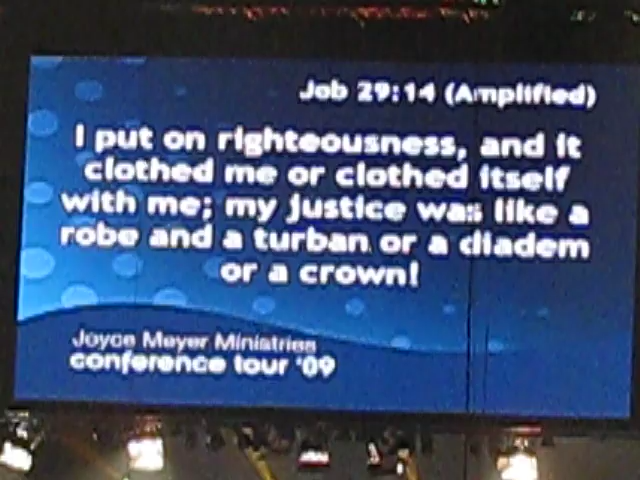 Job 29:14 (Amplified)
I put on righteousness, and it
clothed me or clothed itself
with me; my justice was like a
robe and a turban or a diadem
or a crown!
Joyce Meyer Ministries
conference tour '09